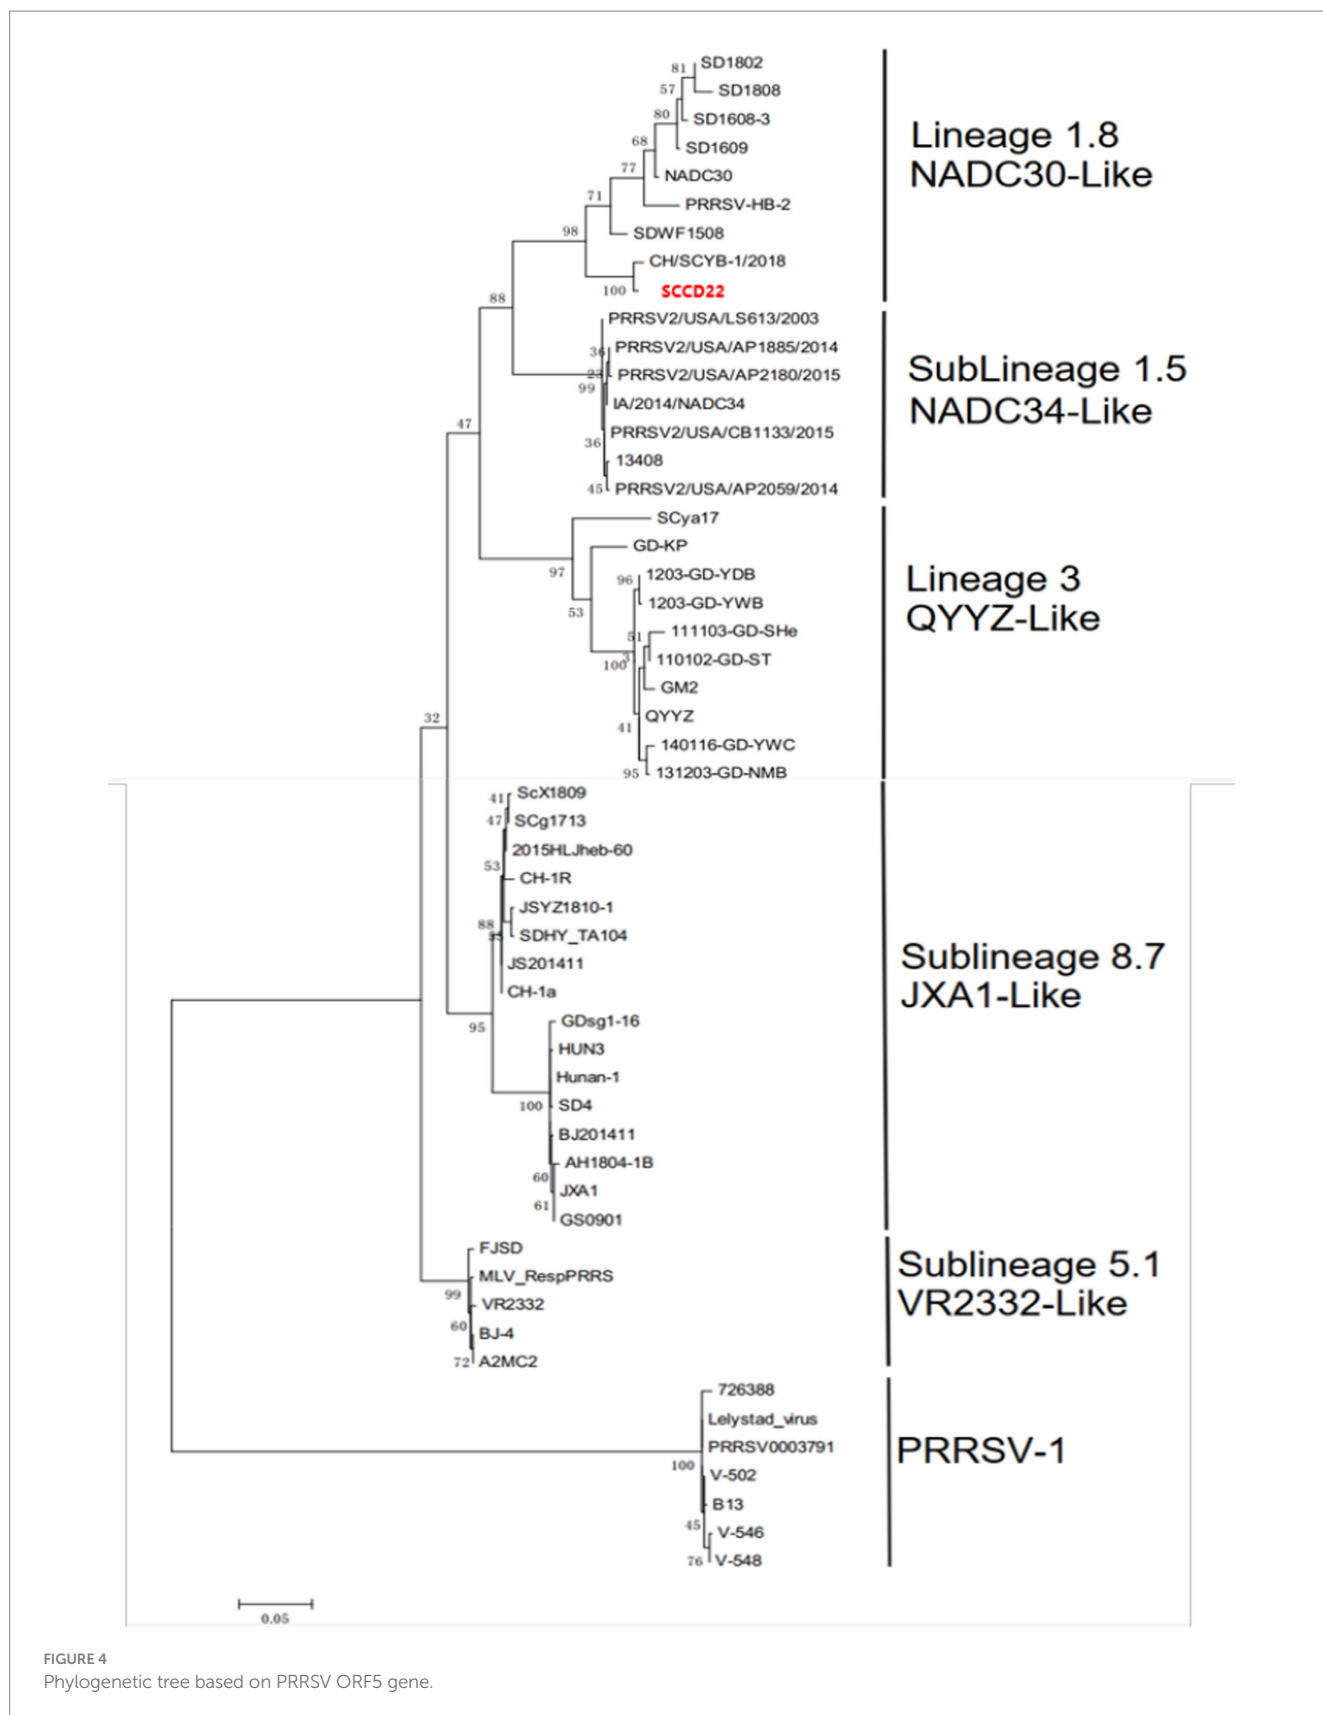 81
SD1802
57
SD1808
80
SD1608-3
68
SD1609
77
NADC30
71
PRRSV-HB-2
98
SDWF1508
CH/SCYB-1/2018
100
SCCD22
Lineage 1.8
NADC30-Like
88
PRRSV2/USA/LS613/2003
36
PRRSV2/USA/AP1885/2014
23
PRRSV2/USA/AP2180/2015
99
IA/2014/NADC34
PRRSV2/USA/CB1133/2015
36
13408
45
PRRSV2/USA/AP2059/2014
SubLineage 1.5
NADC34-Like
47
SCya17
GD-KP
97
96
1203-GD-YDB
53
1203-GD-YWB
51
111103-GD-SHe
100
110102-GD-ST
GM2
QYYZ
41
140116-GD-YWC
95
131203-GD-NMB
Lineage 3
QYYZ-Like
32
41
ScX1809
47
SCg1713
2015HLJheb-60
53
CH-1R
JSYZ1810-1
88
SDHY_TA104
JS201411
CH-1a
95
GDsg1-16
HUN3
Hunan-1
100
SD4
BJ201411
AH1804-1B
60
JXA1
61
GS0901
Sublineage 8.7
JXA1-Like
FJSD
MLV_RespPRRS
99
VR2332
60
BJ-4
72
A2MC2
Sublineage 5.1
VR2332-Like
726388
Lelystad_virus
PRRSV0003791
100
V-502
B13
45
V-546
76
V-548
PRRSV-1
0.05
FIGURE 4
Phylogenetic tree based on PRRSV ORF5 gene.